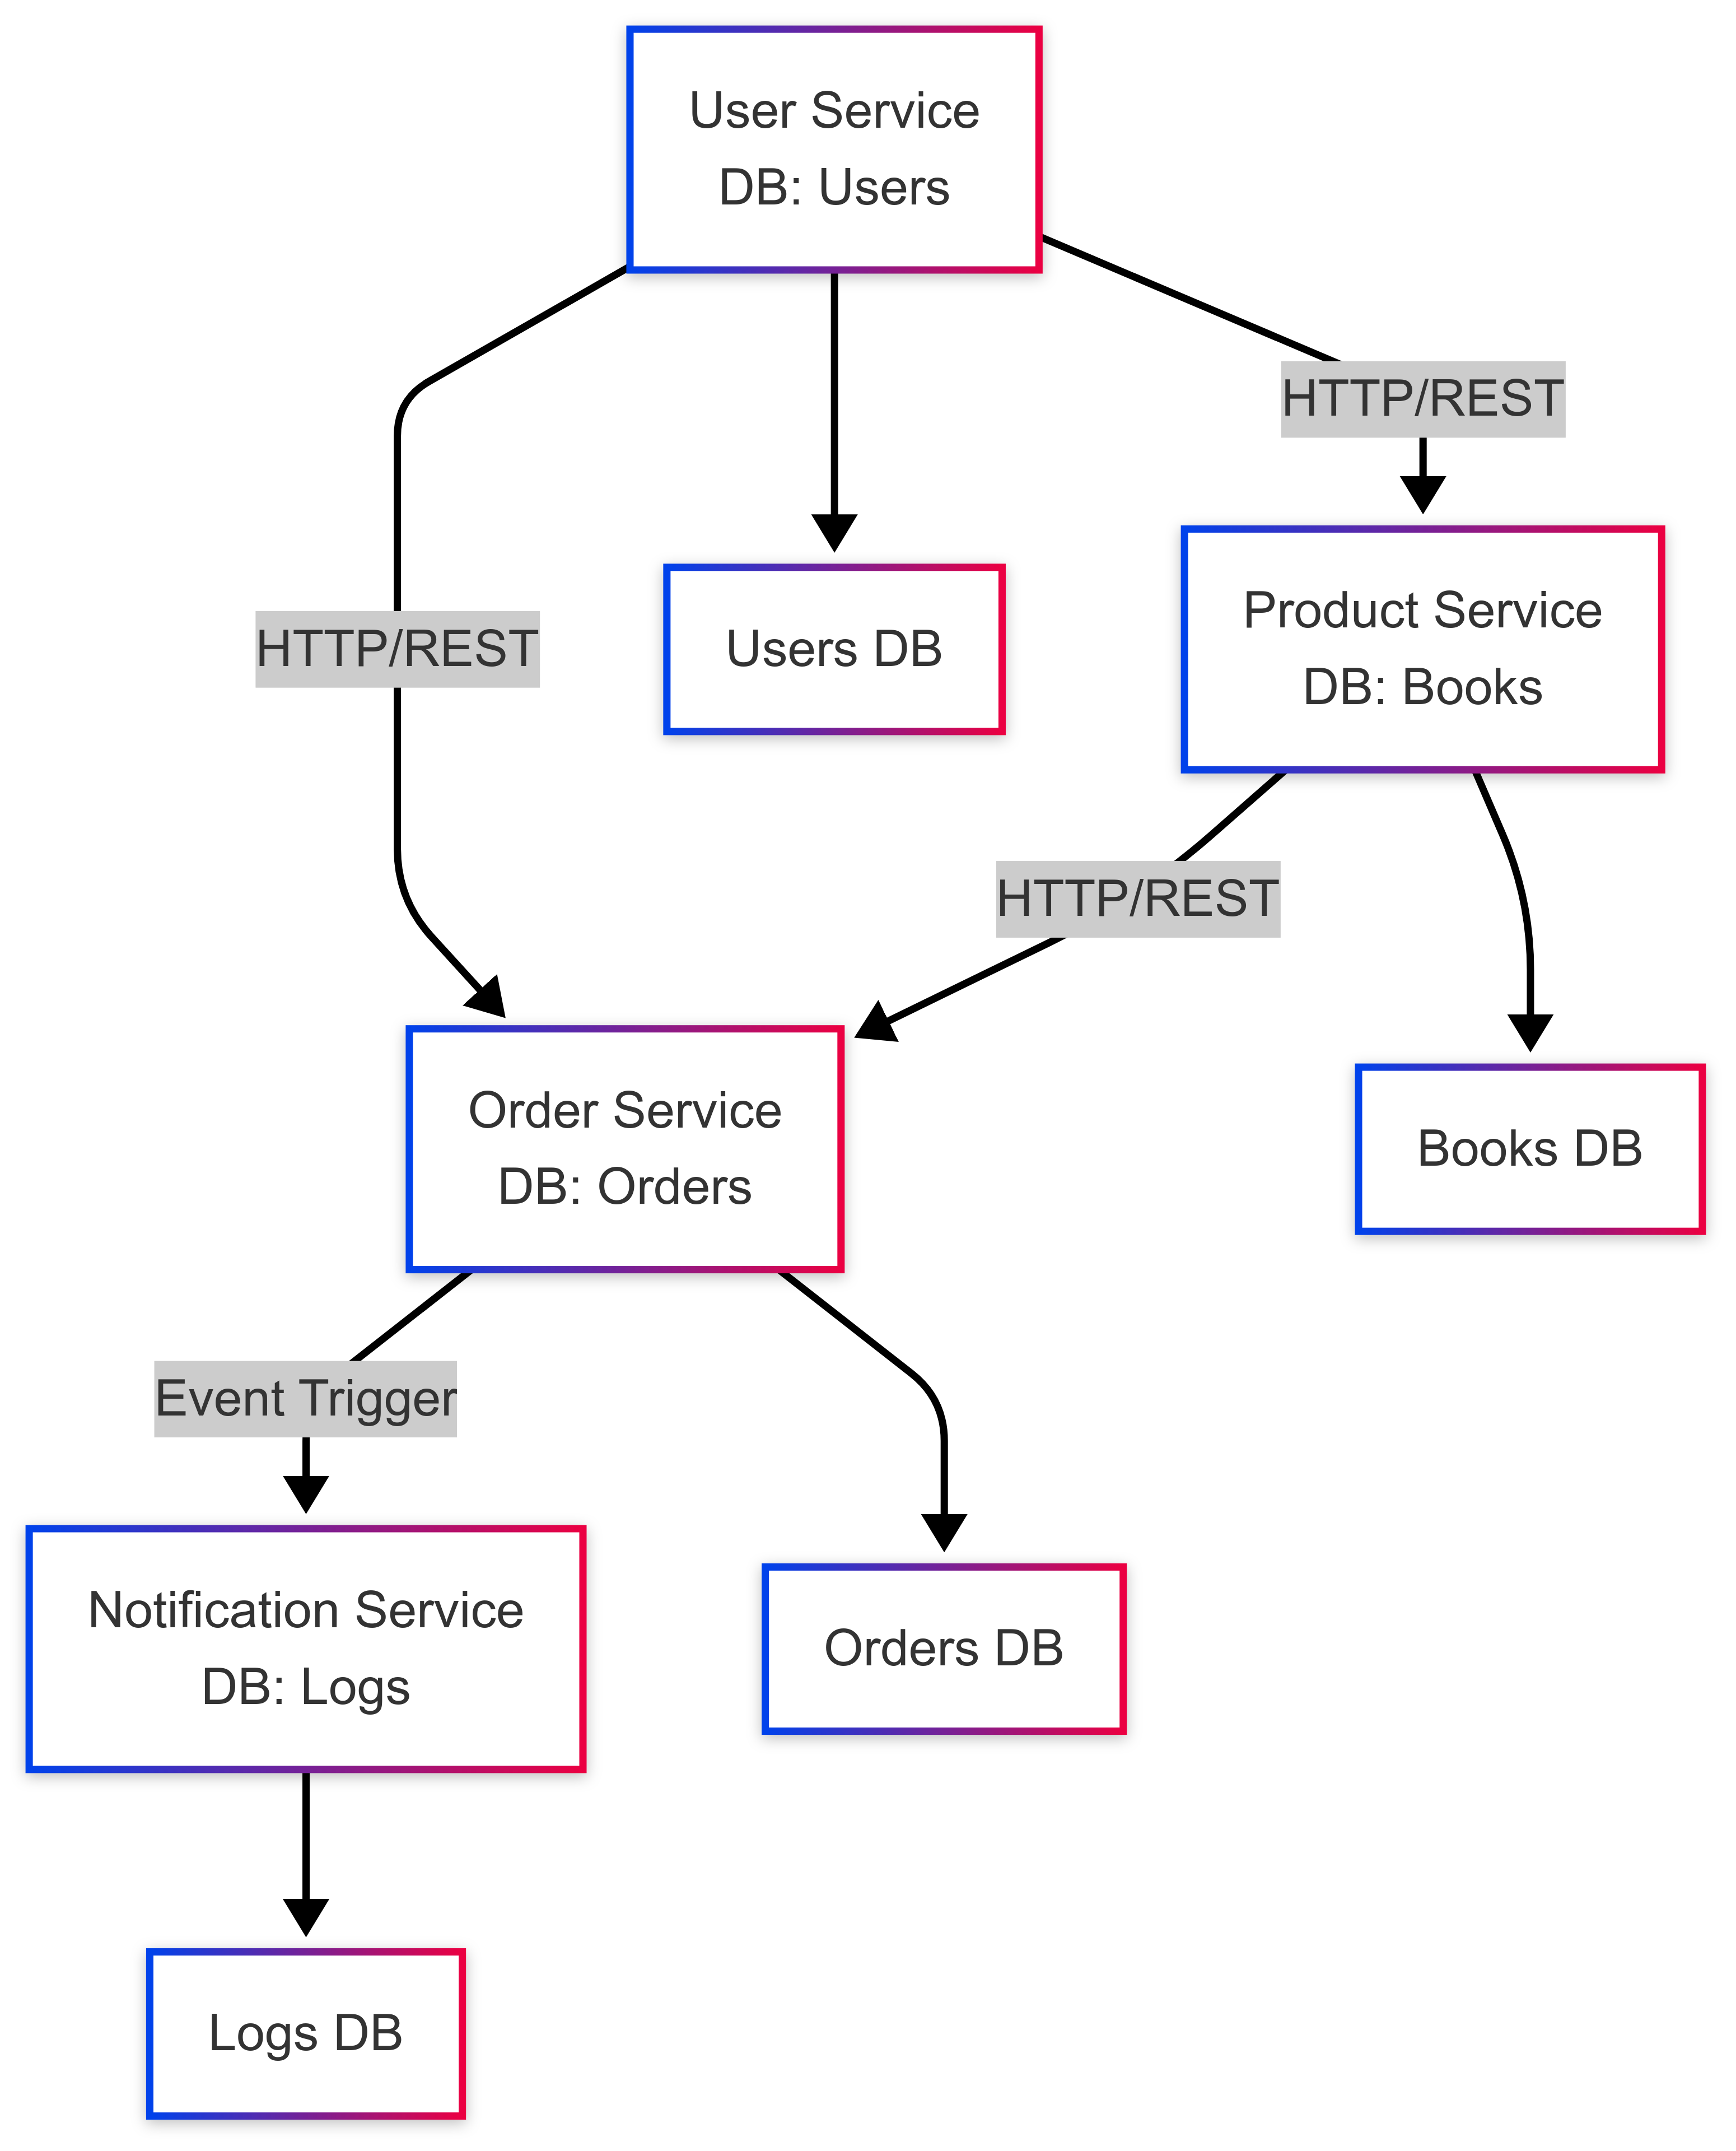 User Service
DB: Users
HTTP/REST
HTTP/REST
Users DB
Product Service
DB: Books
HTTP/REST
Order Service
DB: Orders
Books DB
Event Trigger
Notification Service
DB: Logs
Orders DB
Logs DB